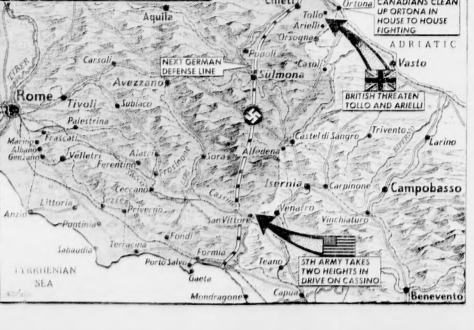 CANADIANS CLEAN
UP ORTONA IN
HOUSE TO HOUSE
FIGHTING
Ortona
Tollo
Arielli
Orsogna
ADRIATIC
Aquila
Popoli
Casoli
Vasto
Carsoli
NEXT GERMAN
DEFENSE LINE
Sulmona
TIBER
Avezzano
BRITISH THREATEN
TOLLO AND ARIELLI
Rome
Tivoli
Subiaco
Palestrina
Castel di Sangro
Trivento
Larino
Marino
Frascati
Albano
Genzano
Velletri
Alatri
Ferentino
Sora
Alfedena
Ceccano
Isernia
Carpinone
Campobasso
Anzio
Littoria
Sezze
Priverno
San Vittore
Venafro
Vinchiaturo
Pontinia
Fondi
Sabaudia
Terracina
Formia
TYRRHENIAN
SEA
Porto Salvo
Gaeta
Teano
5TH ARMY TAKES
TWO HEIGHTS IN
DRIVE ON CASSINO.
Mondragone
Capua
Benevento